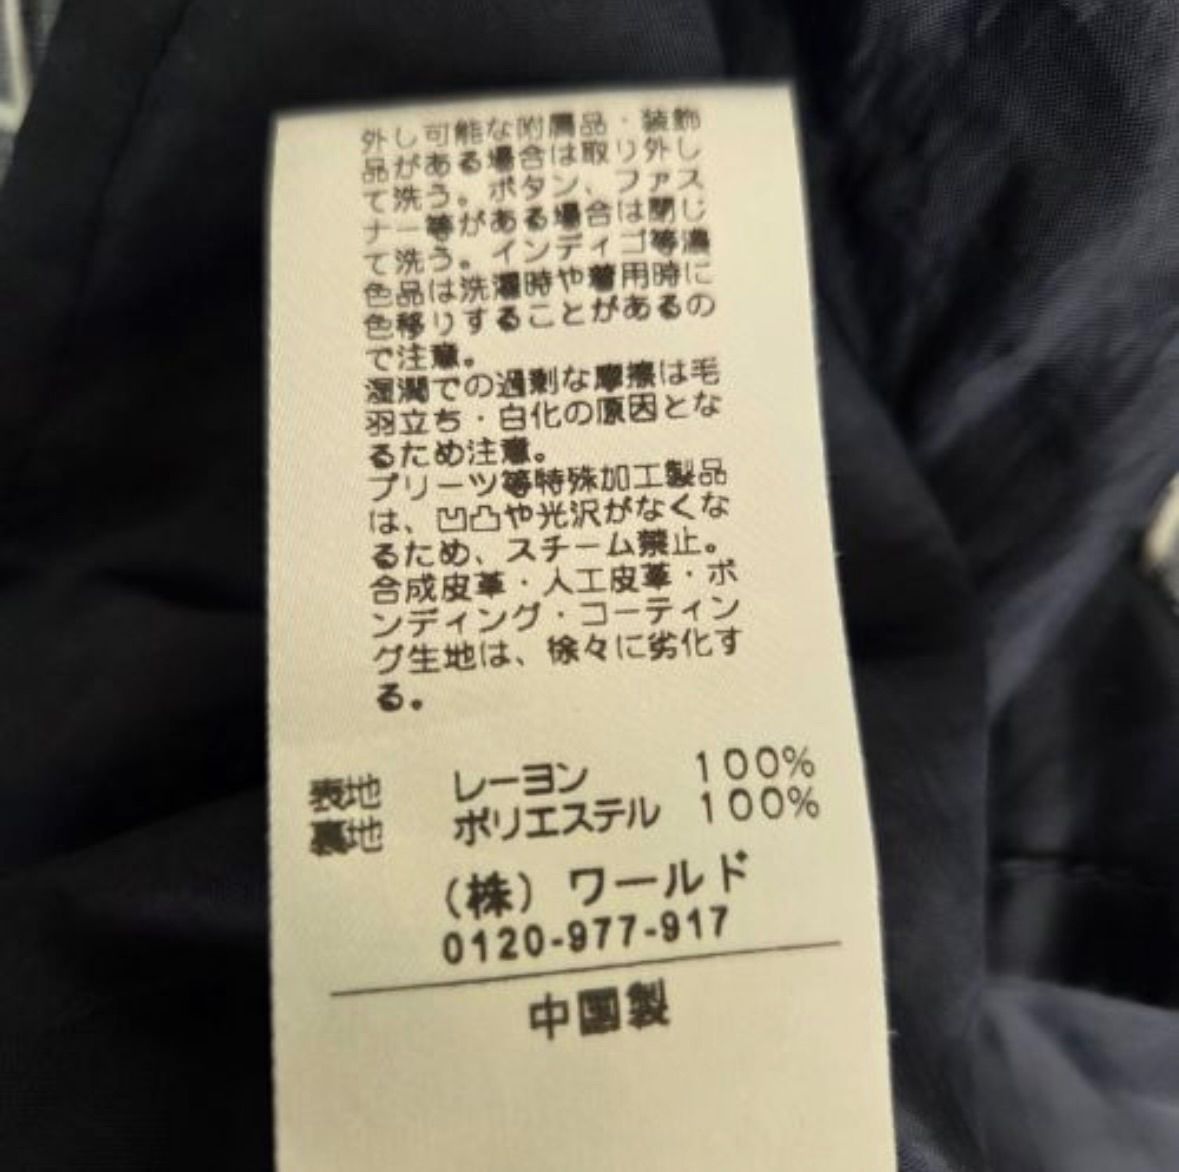 外し可能な附属品・装飾
品がある場合は取り外し
て洗う。ボタン、ファス
ナー等がある場合は閉じ
て洗う。インディゴ等濃
色品は洗濯時や着用時に
色移りすることがあるの
で注意。
湿潤での過剰な摩擦は毛
羽立ち・白化の原因とな
るため注意。
プリーツ等特殊加工製品
は、凹凸や光沢がなくな
るため、スチーム禁止。
合成皮革・人工皮革・ボ
ンディング・コーティン
グ生地は、徐々に劣化す
る。
表地 レーヨン 100%
裏地 ポリエステル 100%
(株) ワールド
0120-977-917
中国製